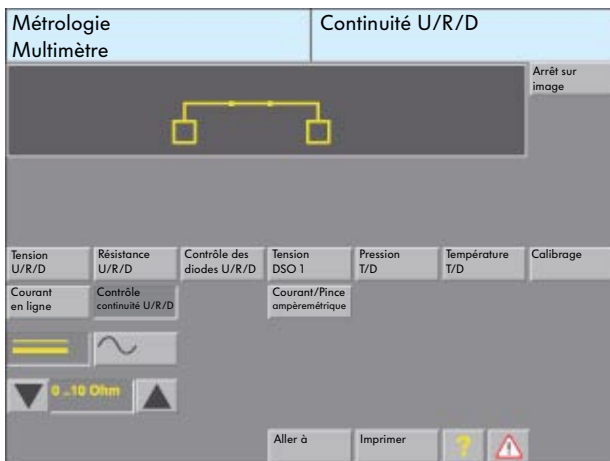 Métrologie
Multimètre
Continuité U/R/D
Arrêt sur
image
Tension
U/R/D
Résistance
U/R/D
Contrôle des
diodes U/R/D
Tension
DSO 1
Pression
T/D
Température
T/D
Calibrage
Courant
en ligne
Contrôle
continuité U/R/D
Courant/Pince
ampèremétrique
0 ..10 Ohm
Aller à
Imprimer
?